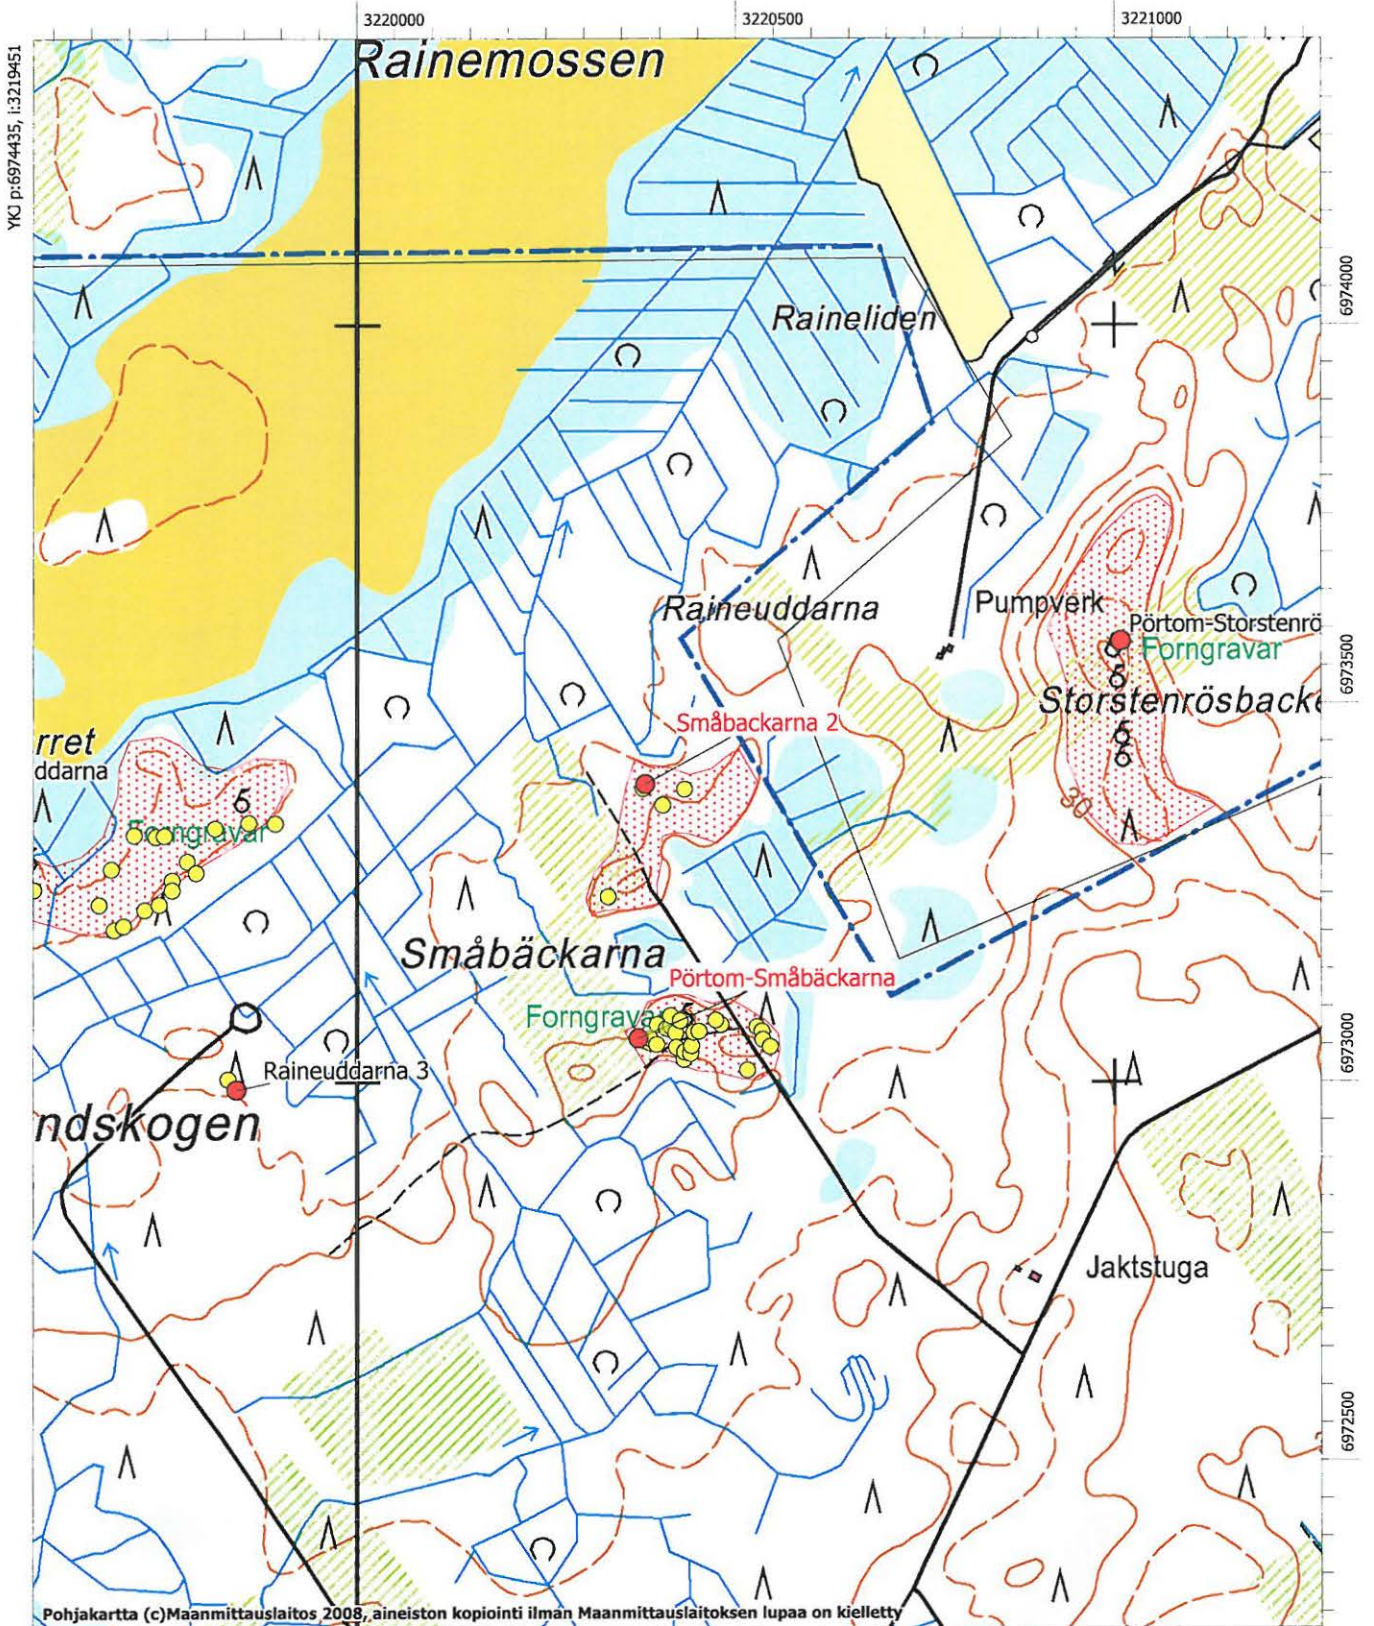 3220000
3220500
3221000
YKJ p:6974435, i:3219451
Rainemossen
6974000
Raineliden
Raineuddarna
Pumpverk
Pörtom-Storstenrö
Forngravar
6973500
Storstenrösbacke
Småbackarna 2
rret
ddarna
30
Forngravar
Småbäckarna
Pörtom-Småbäckarna
Forngravar
6973000
Raineuddarna 3
ndskogen
Jaktstuga
6972500
Pohjakartta (c)Maanmittauslaitos 2008, aineiston kopiointi ilman Maanmittauslaitoksen lupaa on kielletty